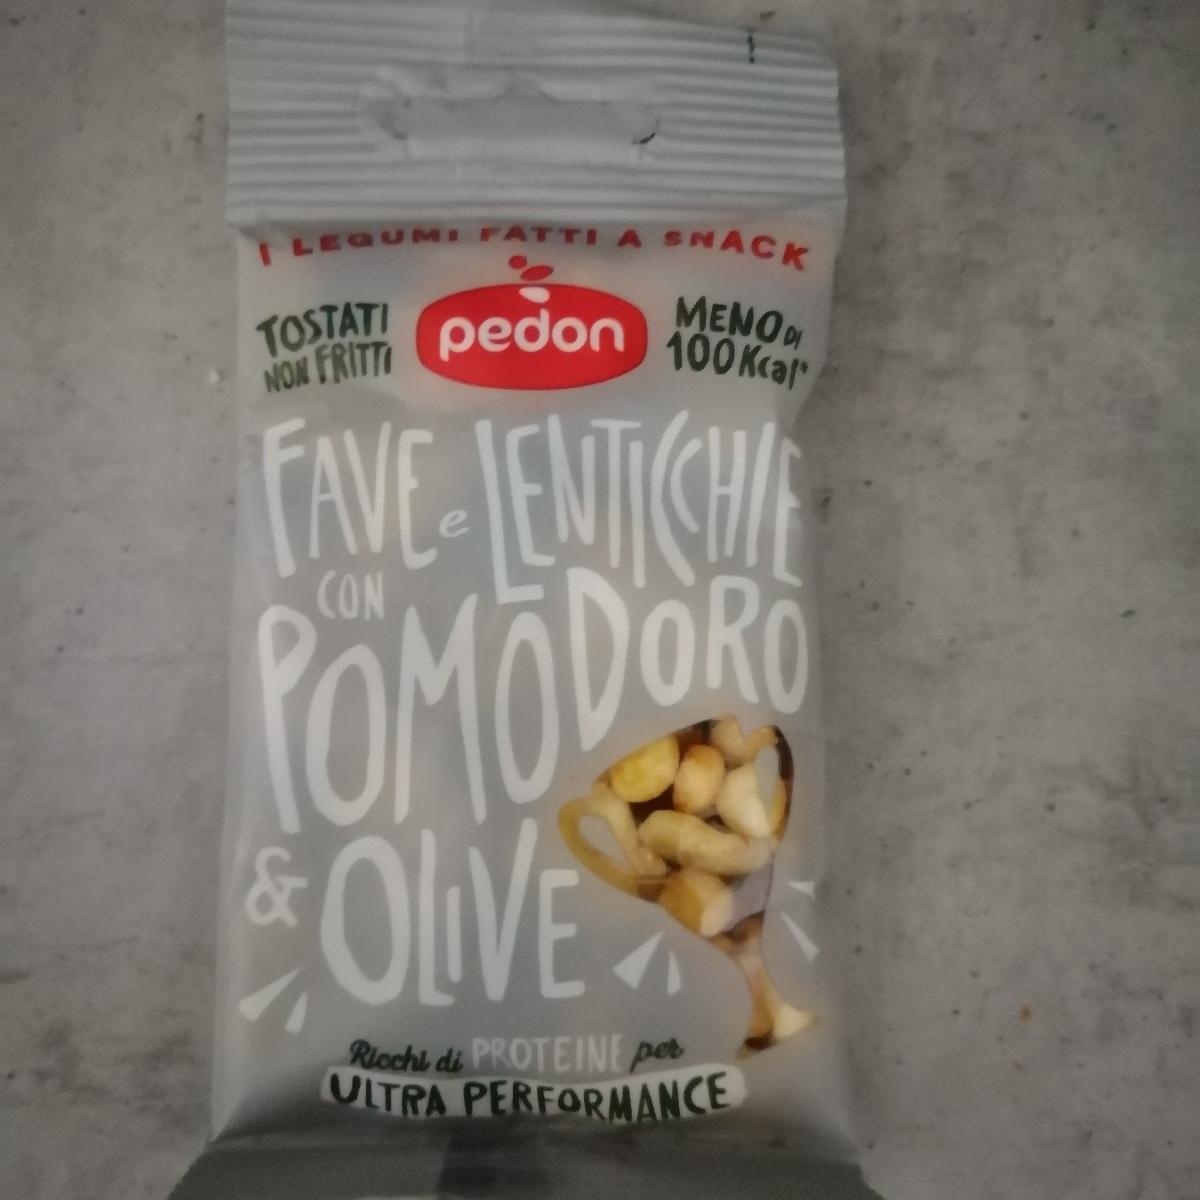 I LEGUMI FATTI A SNACK
TOSTATI
NON FRITTI
pedon
MENO DI
100 Kcal*
FAVE e LENTICCHIE
CON
POMODORO
& OLIVE
Ricchi di PROTEINE per
ULTRA PERFORMANCE